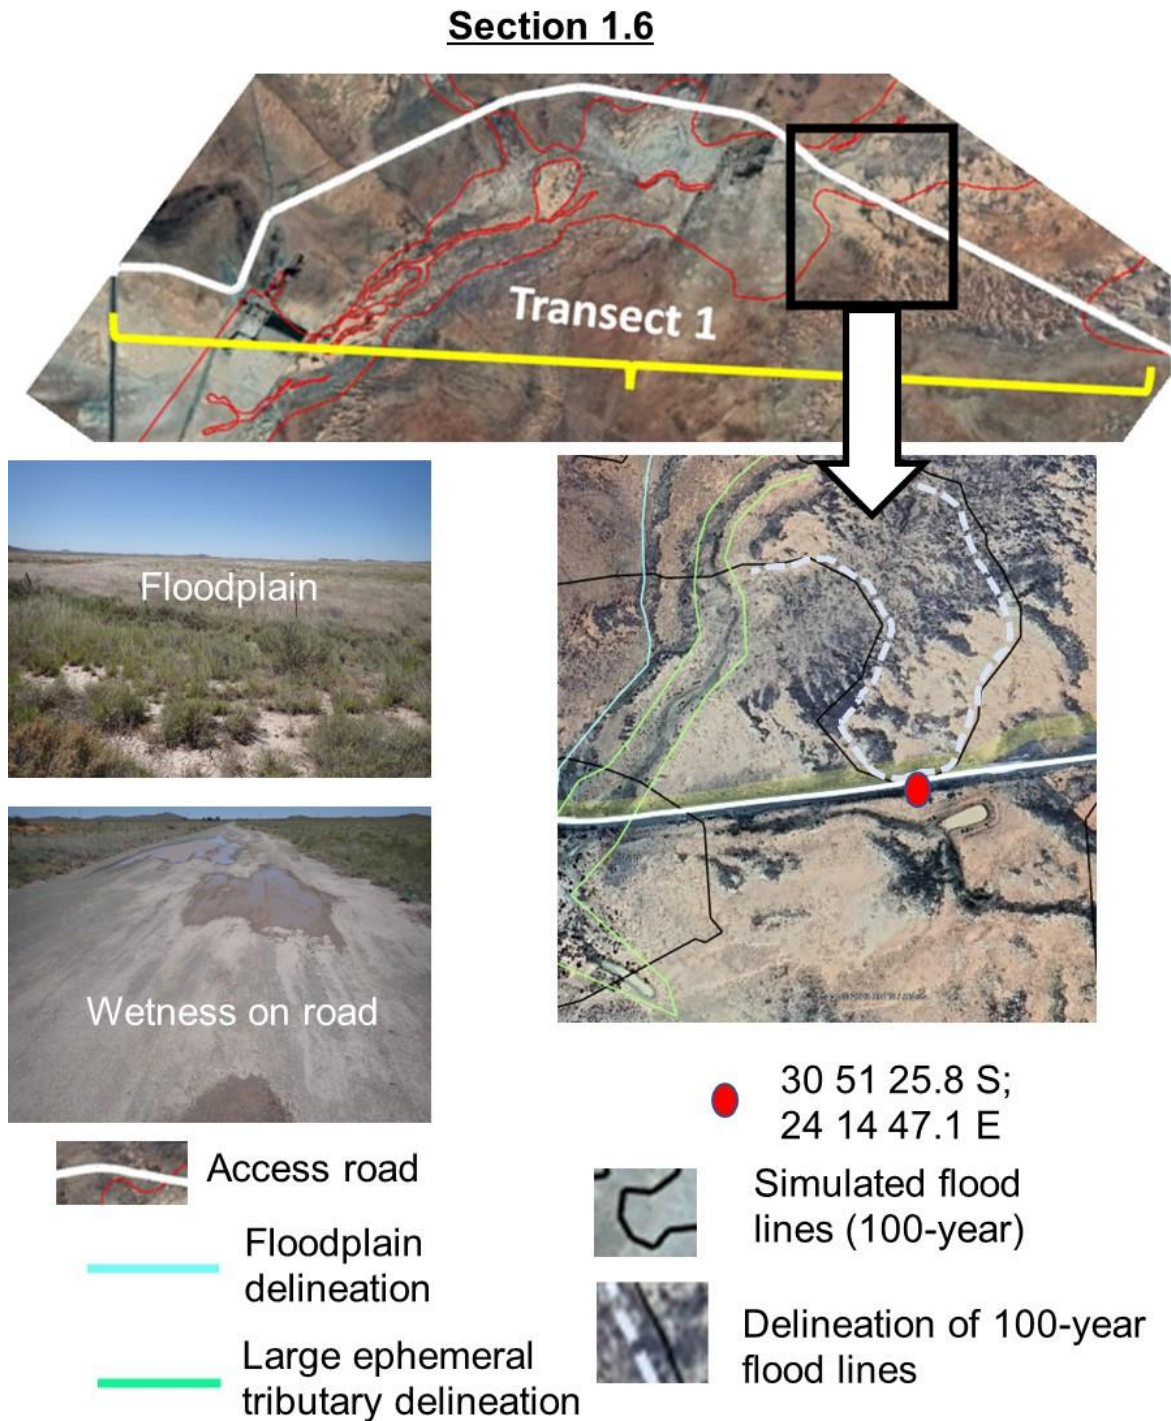 Section 1.6
Transect 1
Floodplain
Wetness on road
30 51 25.8 S;
24 14 47.1 E
Access road
Simulated flood
lines (100-year)
Floodplain
delineation
Delineation of 100-year
flood lines
Large ephemeral
tributary delineation